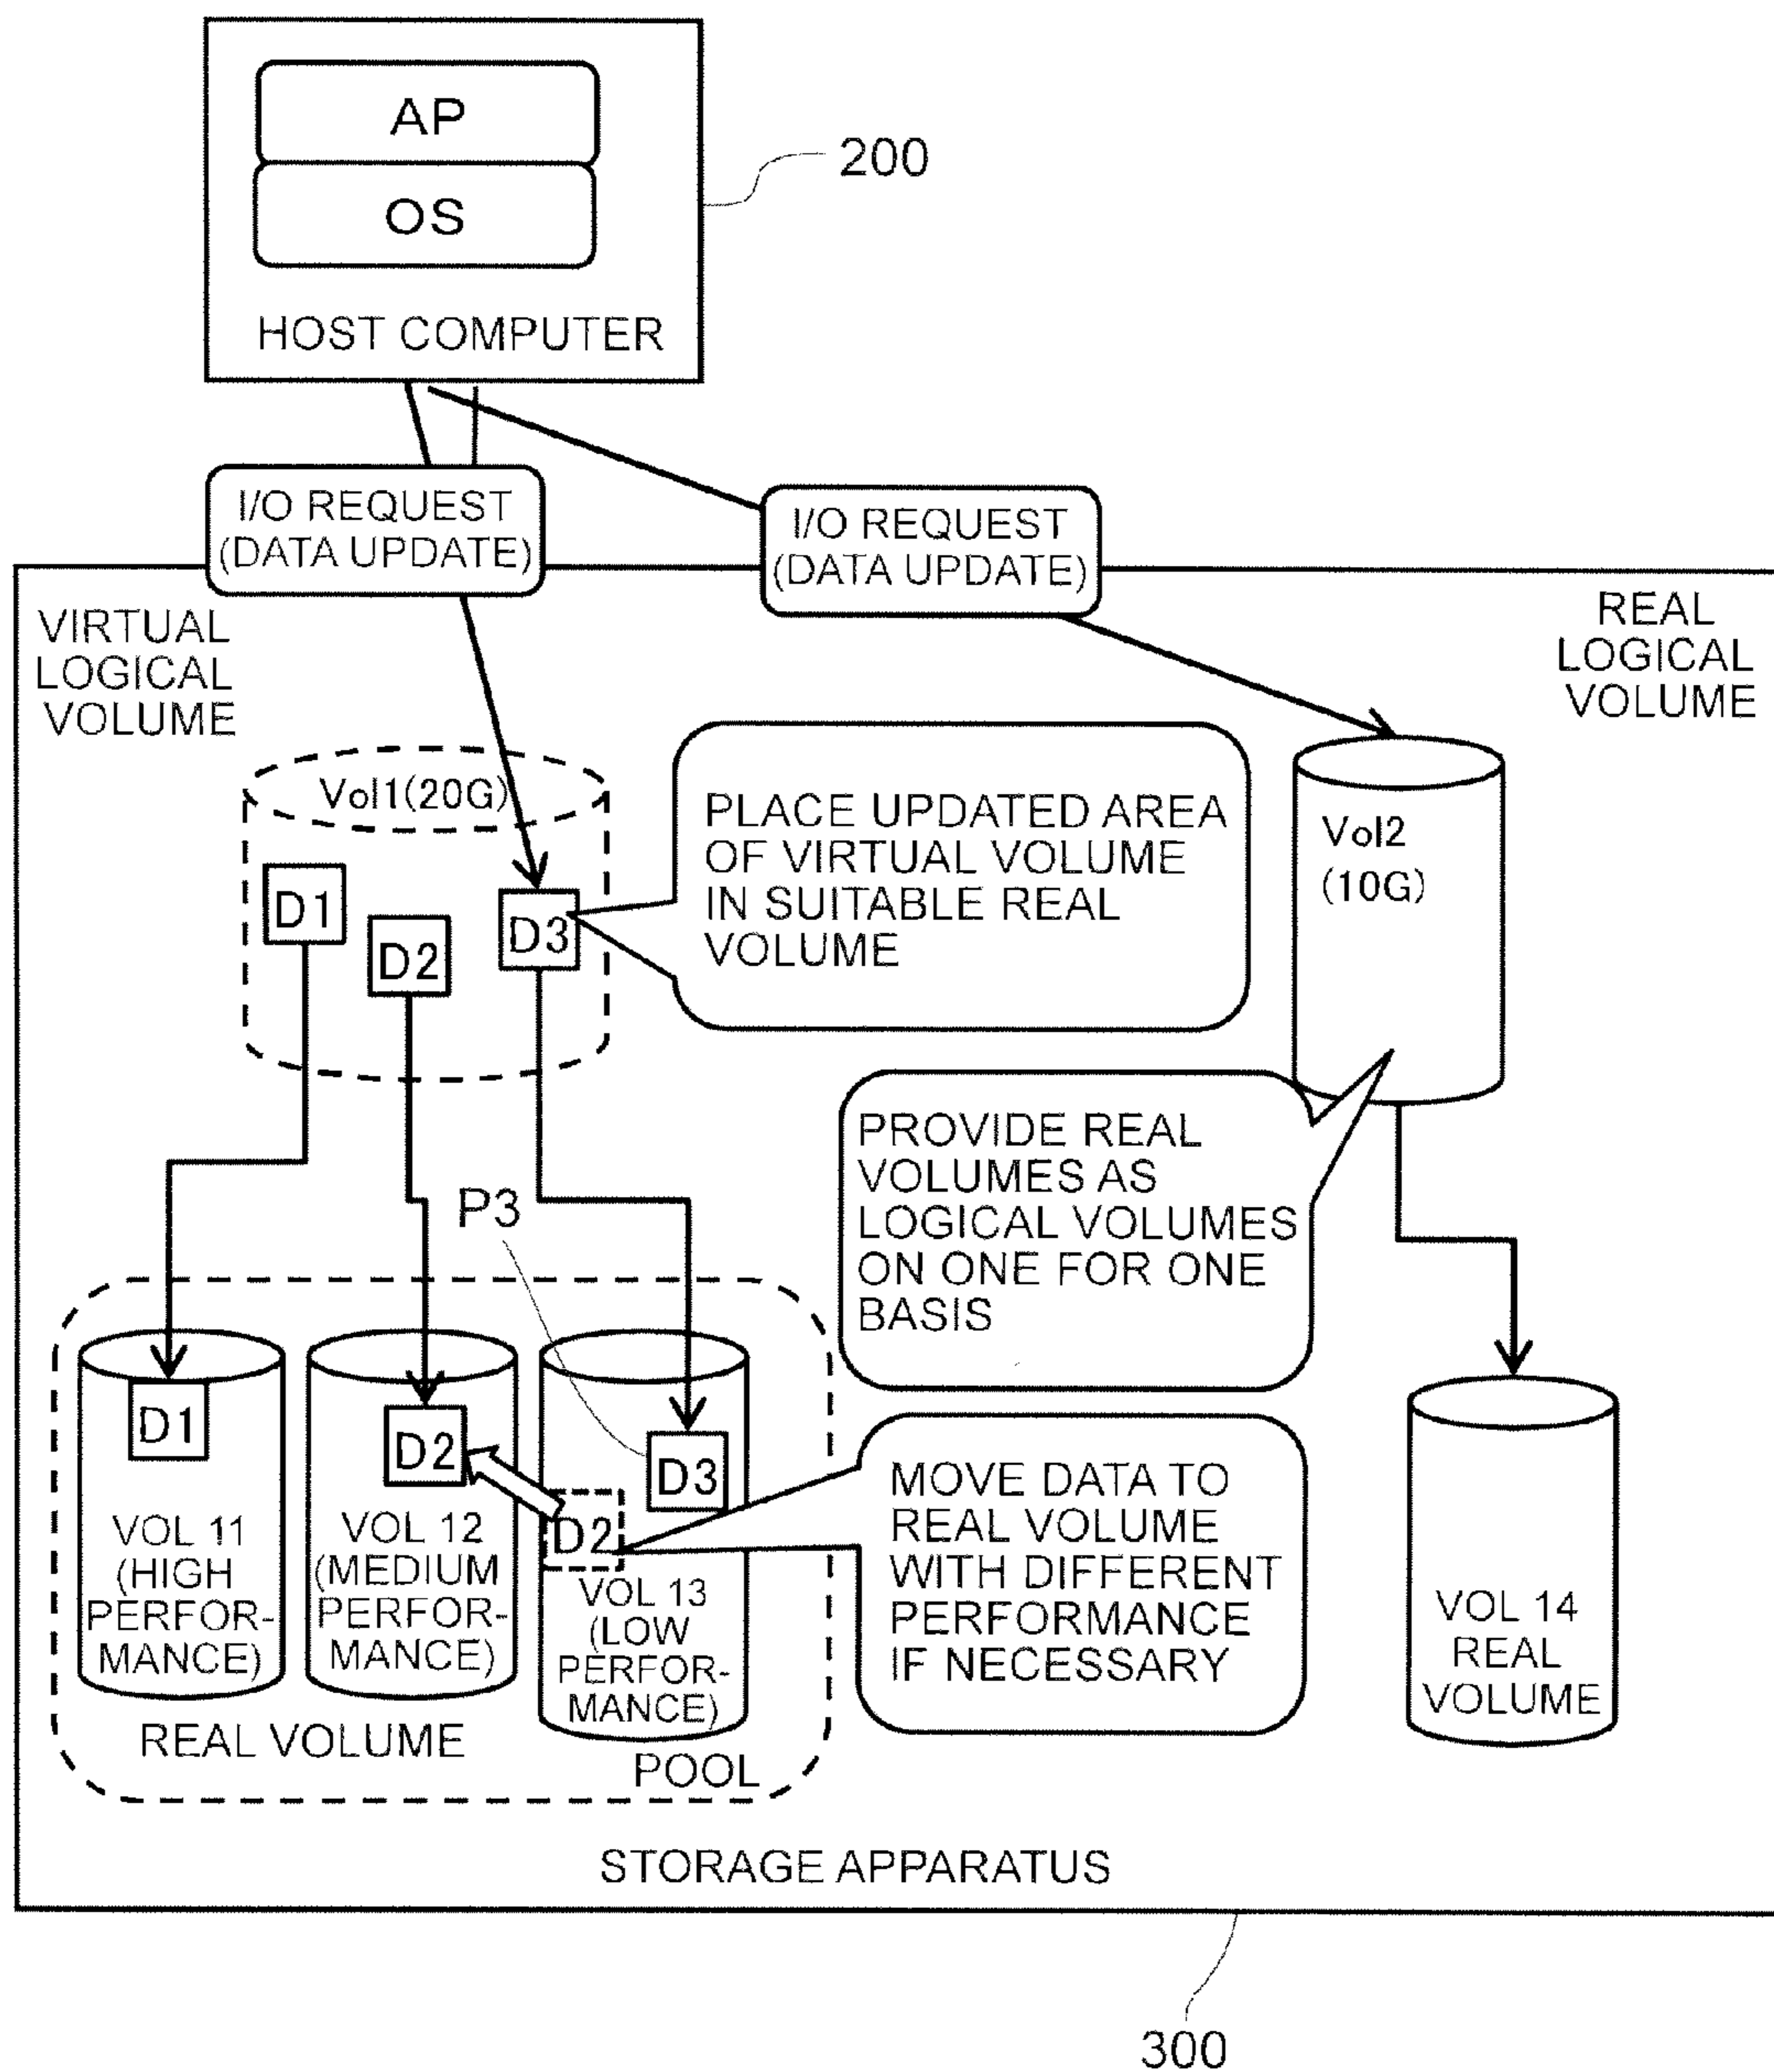 AP
OS
HOST COMPUTER
200
I/O REQUEST
(DATA UPDATE)
I/O REQUEST
(DATA UPDATE)
VIRTUAL
LOGICAL
VOLUME
REAL
LOGICAL
VOLUME
Vol1(20G)
D1
D2
D3
PLACE UPDATED AREA
OF VIRTUAL VOLUME
IN SUITABLE REAL
VOLUME
Vol2
(10G)
PROVIDE REAL
VOLUMES AS
LOGICAL VOLUMES
ON ONE FOR ONE
BASIS
P3
D1
D2
D3
D2
VOL 11
(HIGH
PERFOR-
MANCE)
VOL 12
(MEDIUM
PERFOR-
MANCE)
VOL 13
(LOW
PERFOR-
MANCE)
MOVE DATA TO
REAL VOLUME
WITH DIFFERENT
PERFORMANCE
IF NECESSARY
VOL 14
REAL
VOLUME
REAL VOLUME
POOL
STORAGE APPARATUS
300